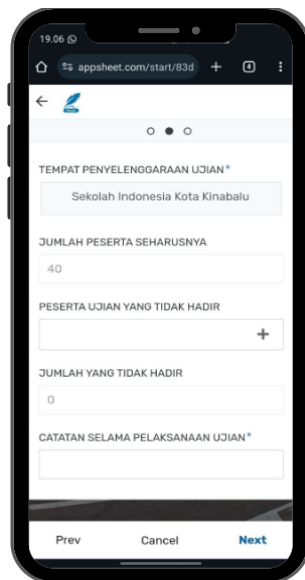 19.06
appsheet.com/start/83d
4
TEMPAT PENYELENGGARAAN UJIAN*
Sekolah Indonesia Kota Kinabalu
JUMLAH PESERTA SEHARUSNYA
40
PESERTA UJIAN YANG TIDAK HADIR
JUMLAH YANG TIDAK HADIR
0
CATATAN SELAMA PELAKSANAAN UJIAN*
Prev Cancel Next